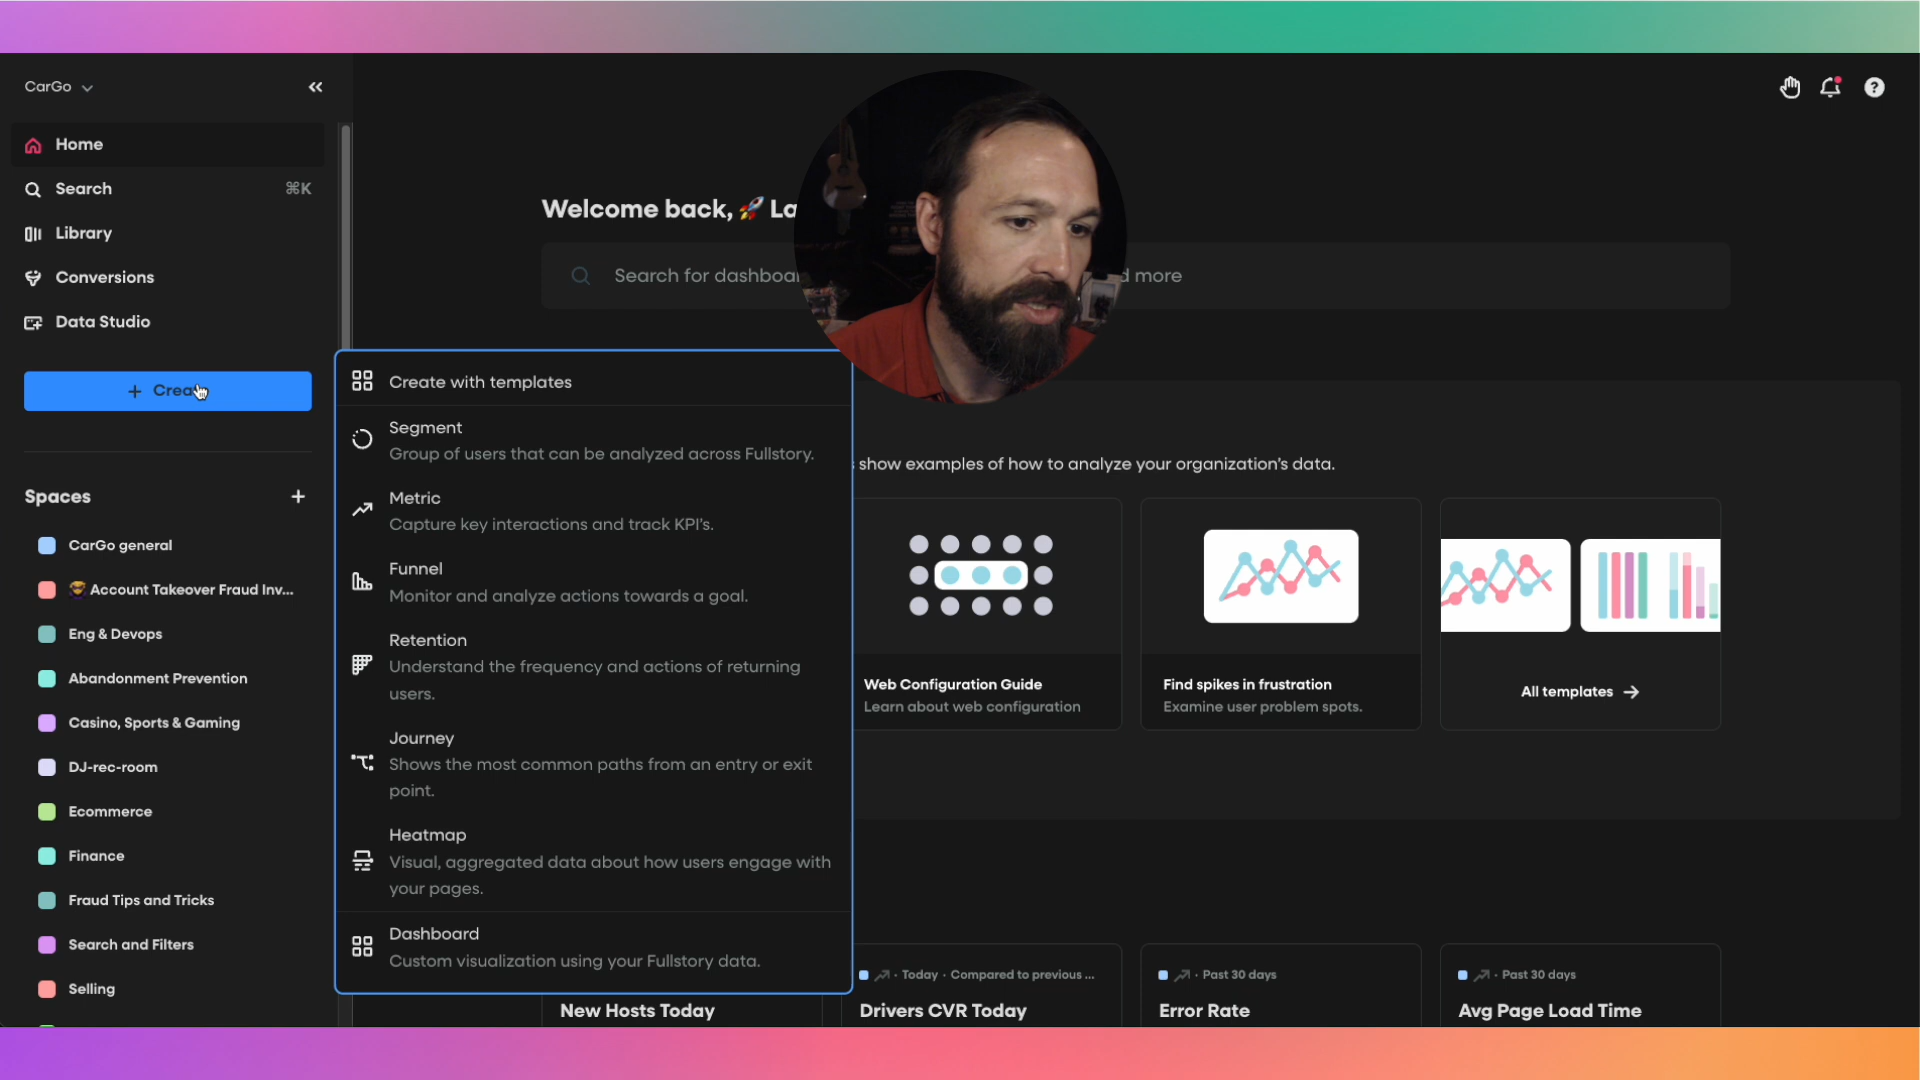 CarGo
Home
Search ⌘K
Library
Conversions
Data Studio
+ Create
Spaces +
CarGo general
Account Takeover Fraud Inv...
Eng & Devops
Abandonment Prevention
Casino, Sports & Gaming
DJ-rec-room
Ecommerce
Finance
Fraud Tips and Tricks
Search and Filters
Selling
Welcome back, 🚀 La
Search for dashboar
d more
Create with templates
Segment
Group of users that can be analyzed across Fullstory.
Metric
Capture key interactions and track KPI's.
Funnel
Monitor and analyze actions towards a goal.
Retention
Understand the frequency and actions of returning
users.
Journey
Shows the most common paths from an entry or exit
point.
Heatmap
Visual, aggregated data about how users engage with
your pages.
Dashboard
Custom visualization using your Fullstory data.
show examples of how to analyze your organization's data.
Web Configuration Guide
Learn about web configuration
Find spikes in frustration
Examine user problem spots.
All templates →
New Hosts Today
· Today · Compared to previous ...
Drivers CVR Today
· Past 30 days
Error Rate
· Past 30 days
Avg Page Load Time